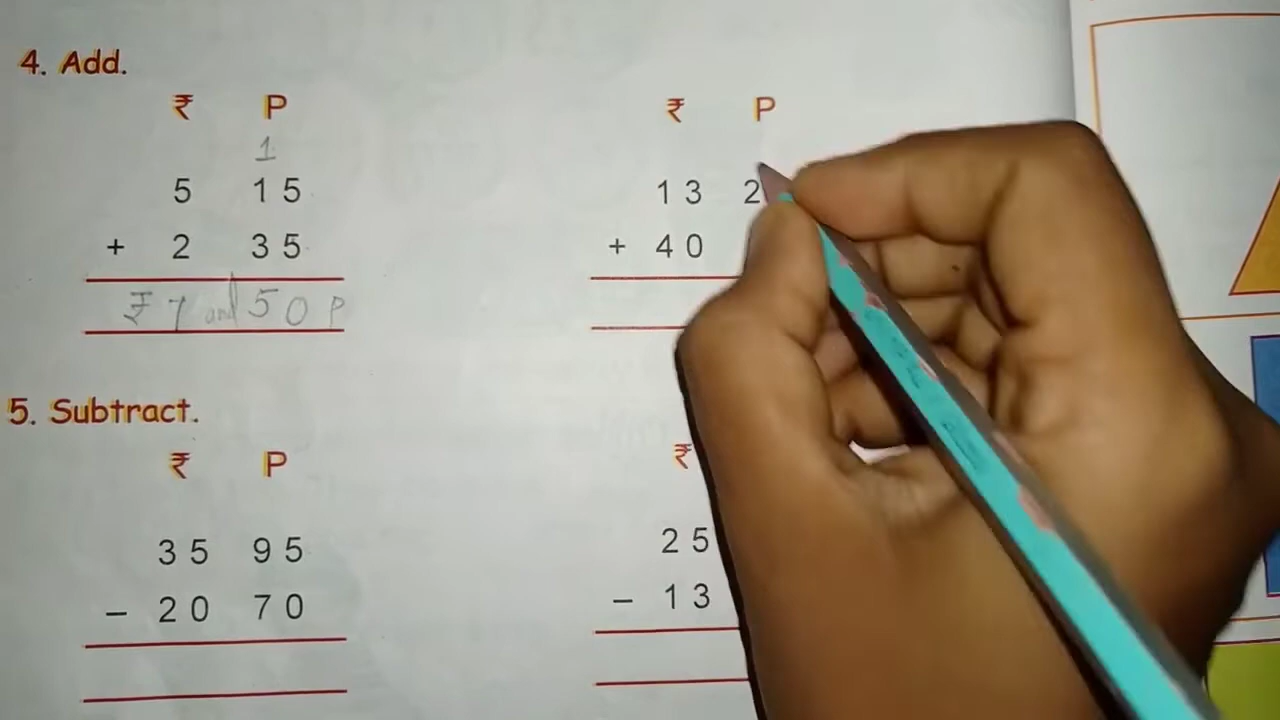 4. Add.
₹ P ₹ P
1
5 15 13 2
+ 2 35 + 40
₹ 7 and 50 P
5. Subtract.
₹ P ₹
35 95 25
- 20 70 - 13